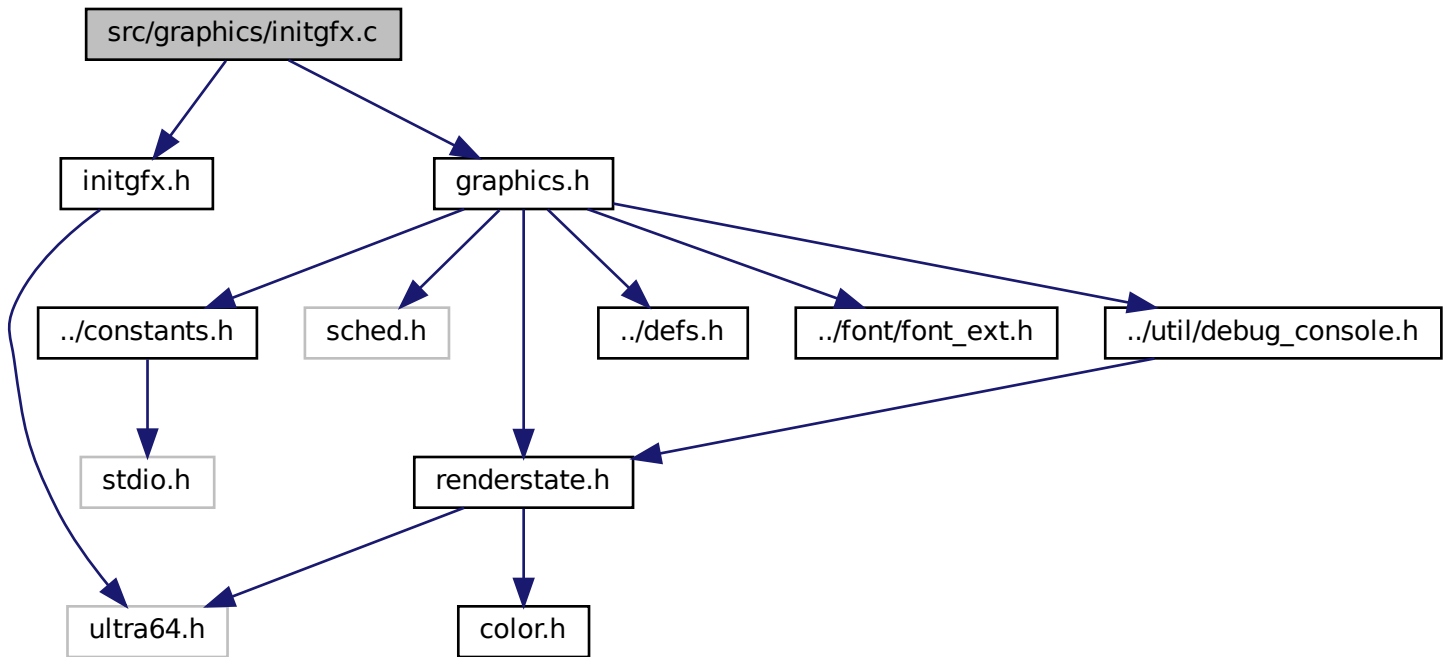 src/graphics/initgfx.c
initgfx.h
graphics.h
../constants.h
sched.h
../defs.h
../font/font_ext.h
../util/debug_console.h
stdio.h
renderstate.h
ultra64.h
color.h